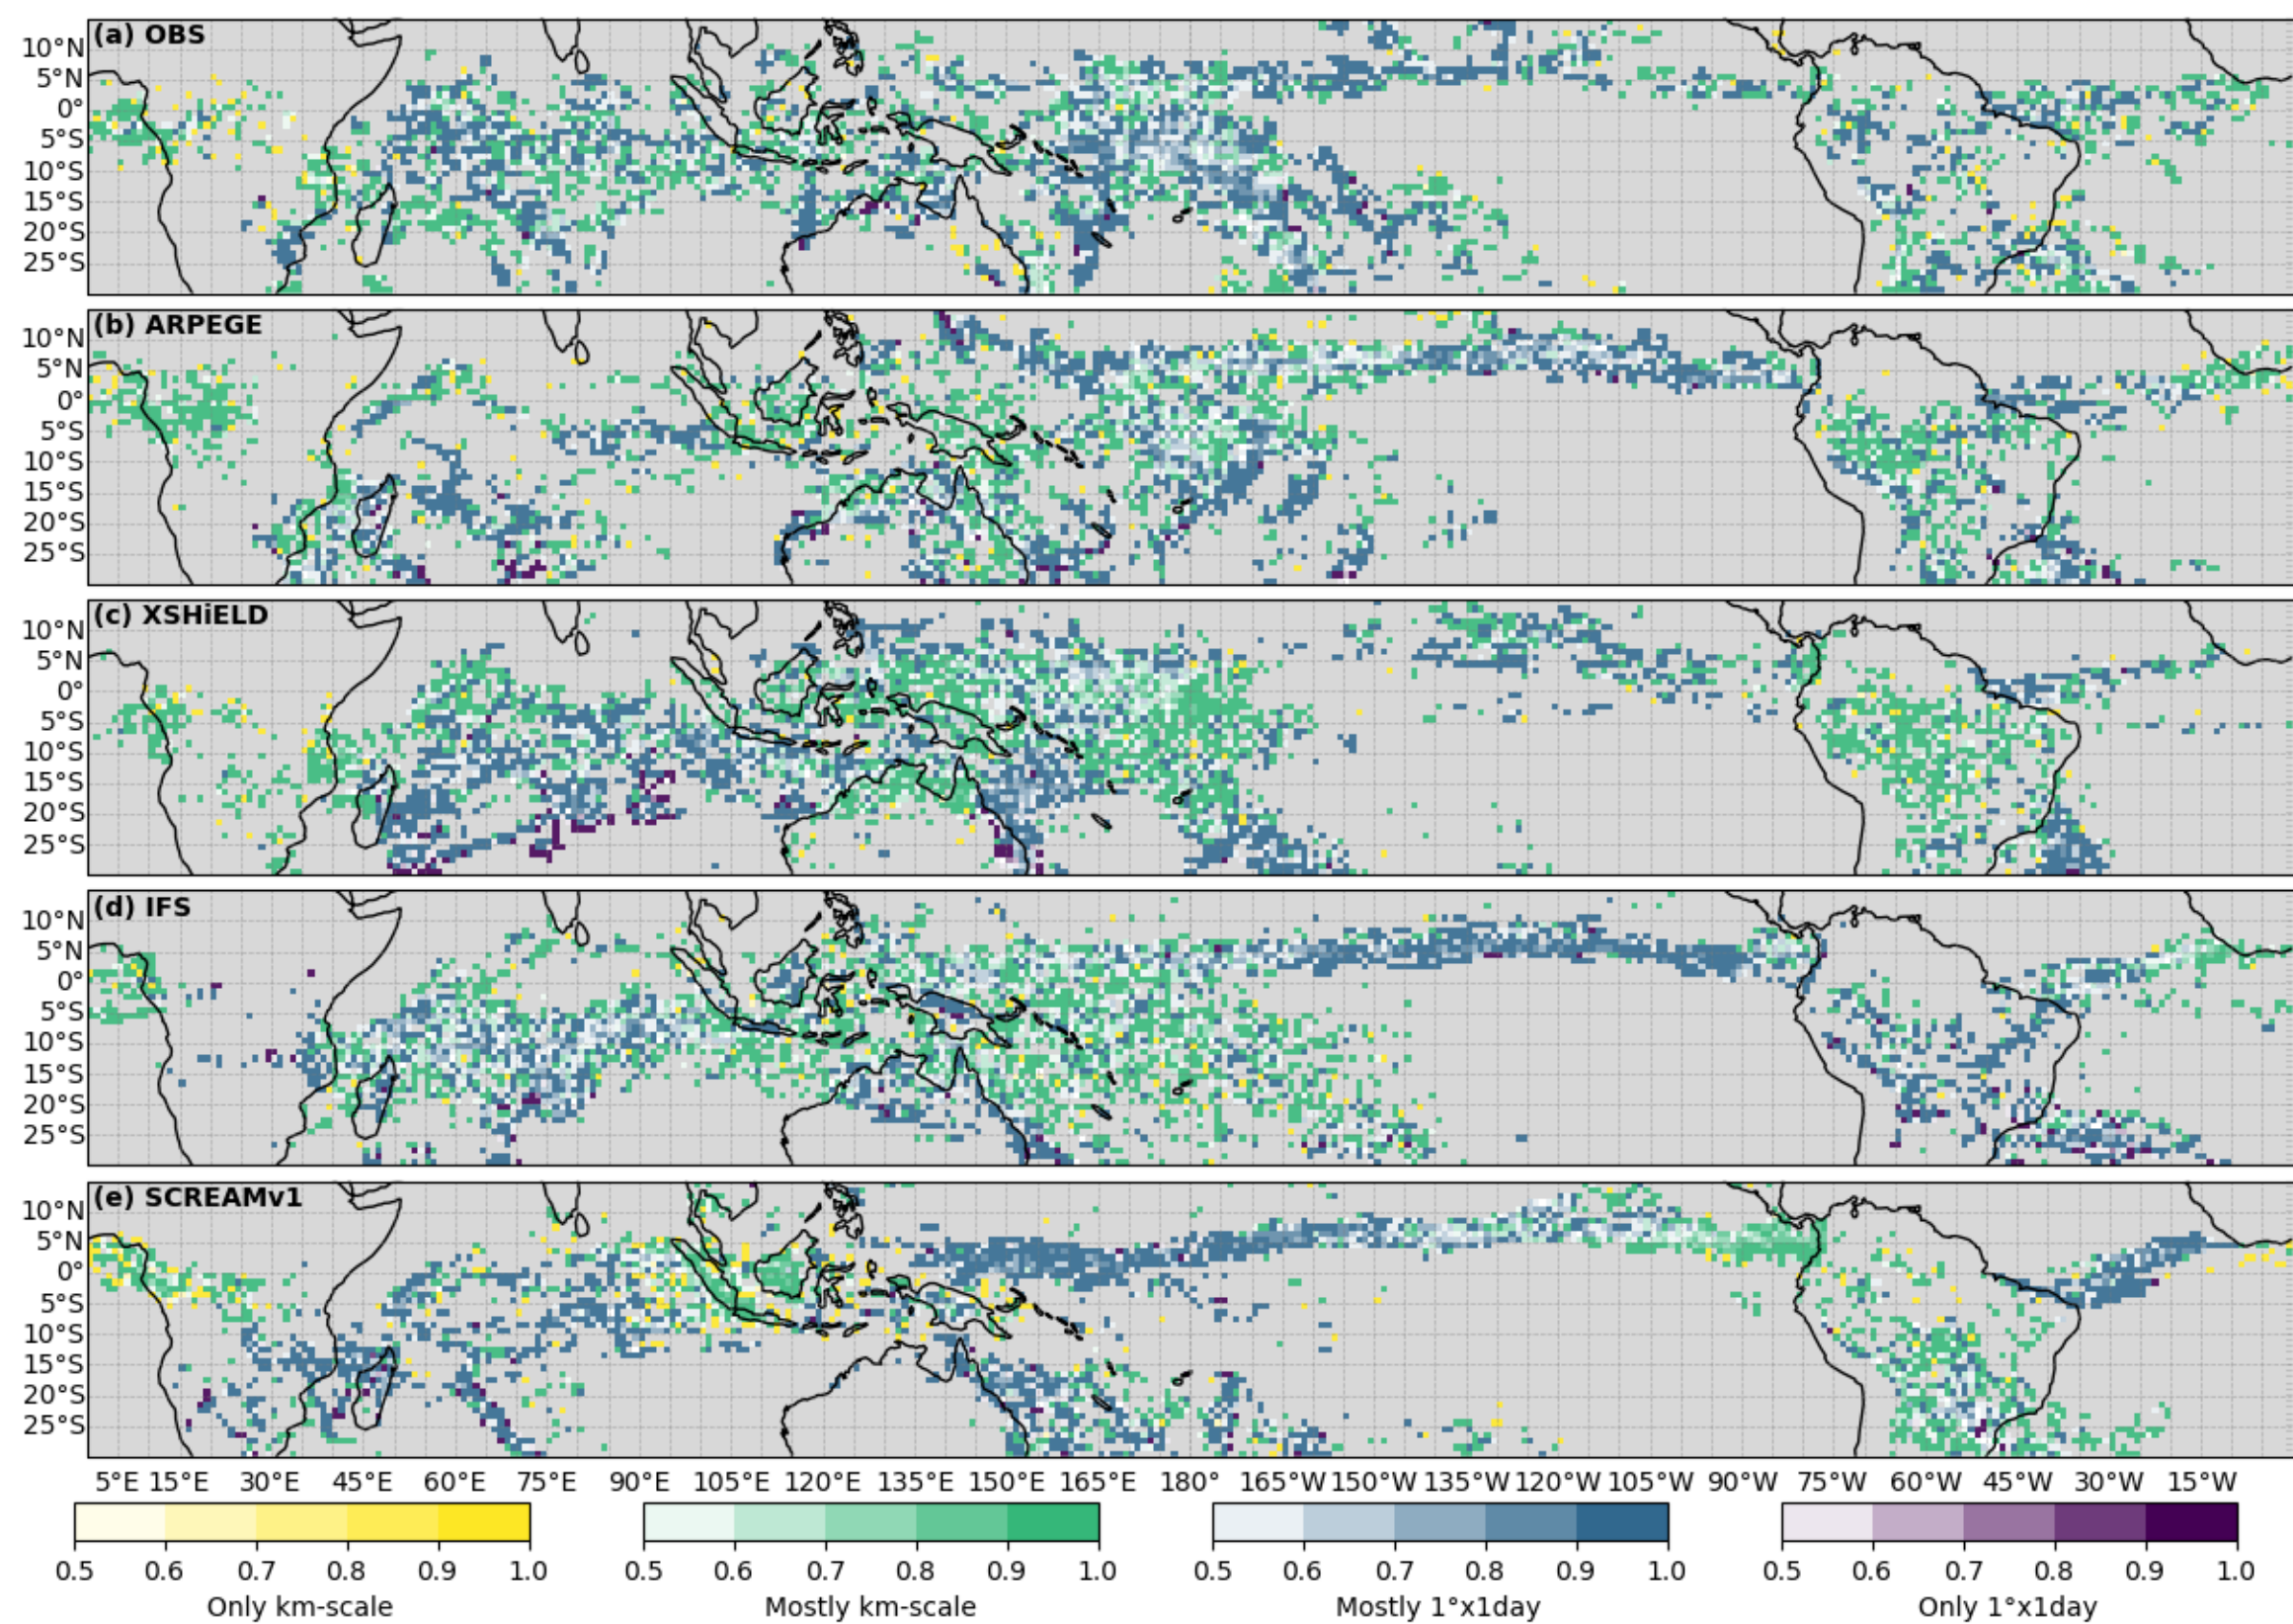 (a) OBS
10°N
5°N
0°
5°S
10°S
15°S
20°S
25°S
(b) ARPEGE
10°N
5°N
0°
5°S
10°S
15°S
20°S
25°S
(c) XSHiELD
10°N
5°N
0°
5°S
10°S
15°S
20°S
25°S
(d) IFS
10°N
5°N
0°
5°S
10°S
15°S
20°S
25°S
(e) SCREAMv1
10°N
5°N
0°
5°S
10°S
15°S
20°S
25°S
5°E 15°E 30°E 45°E 60°E 75°E 90°E 105°E 120°E 135°E 150°E 165°E 180° 165°W 150°W 135°W 120°W 105°W 90°W 75°W 60°W 45°W 30°W 15°W
0.5 0.6 0.7 0.8 0.9 1.0
Only km-scale
0.5 0.6 0.7 0.8 0.9 1.0
Mostly km-scale
0.5 0.6 0.7 0.8 0.9 1.0
Mostly 1°x1day
0.5 0.6 0.7 0.8 0.9 1.0
Only 1°x1day